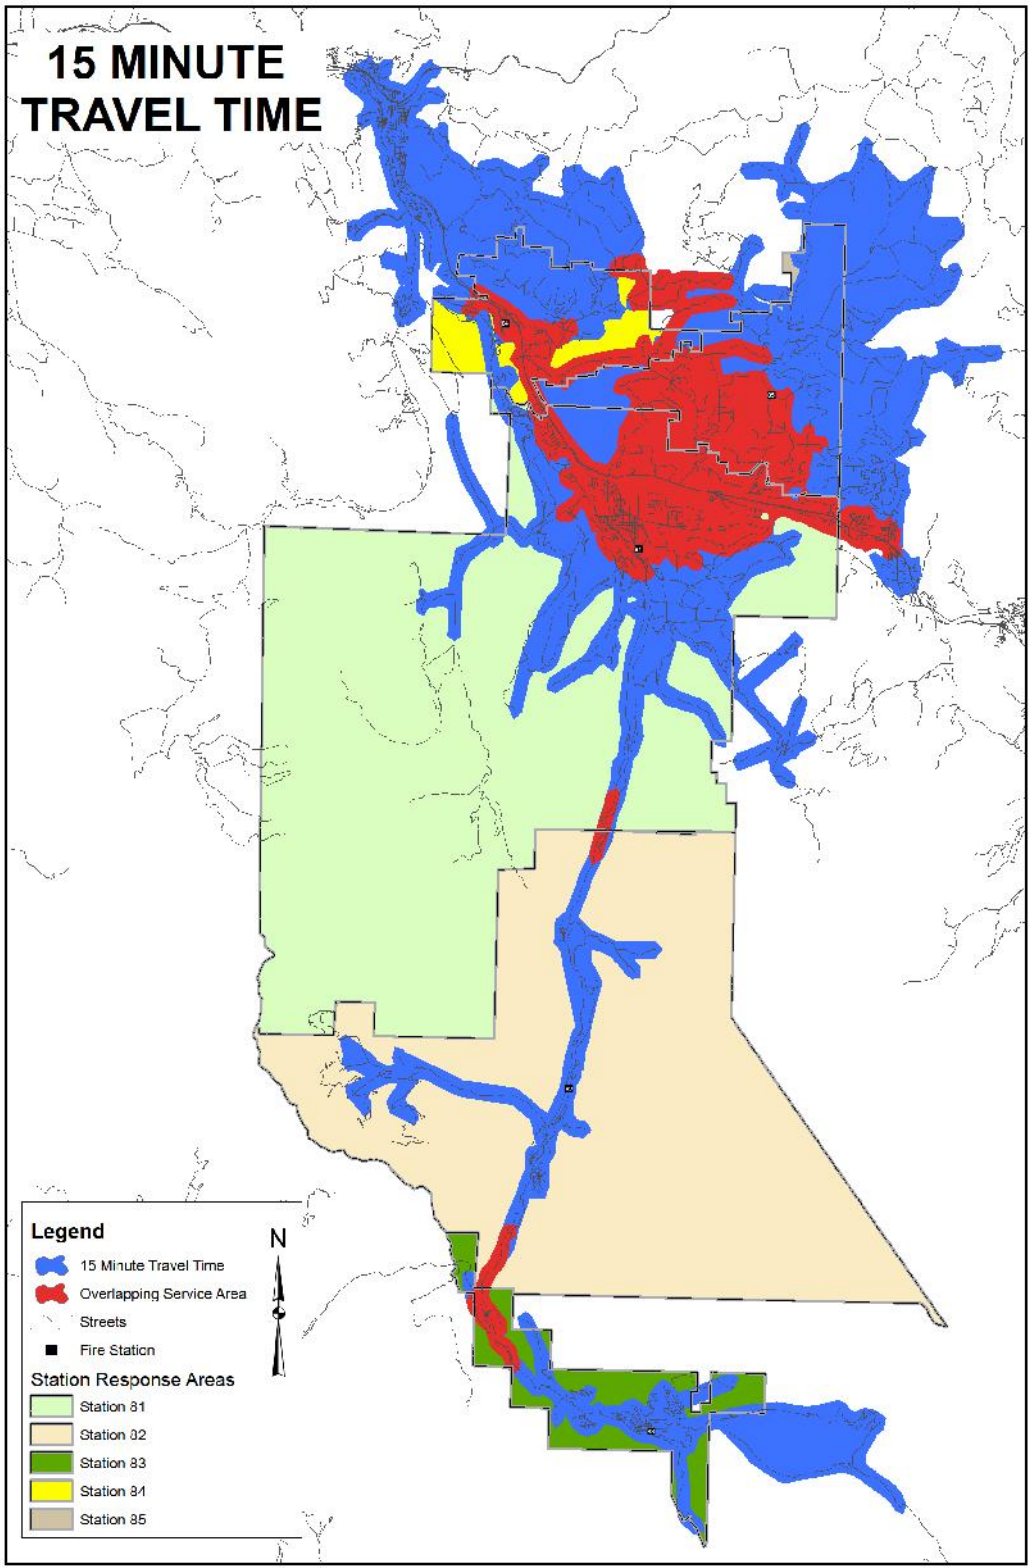 15 MINUTE
TRAVEL TIME
Legend
N
15 Minute Travel Time
Overlapping Service Area
Streets
Fire Station
Station Response Areas
Station 81
Station 82
Station 83
Station 84
Station 85